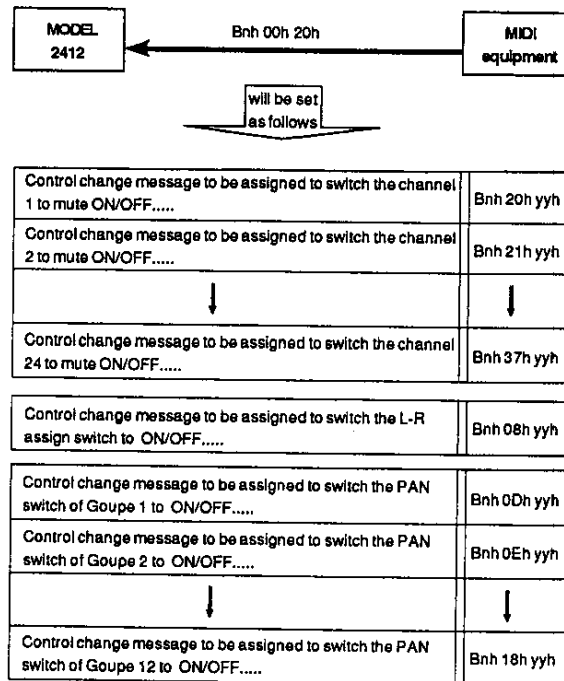 MODEL
2412
Bnh 00h 20h
MIDI
equipment
will be set
as follows
Control change message to be assigned to switch the channel
1 to mute ON/OFF.....
Bnh 20h yyh
Control change message to be assigned to switch the channel
2 to mute ON/OFF.....
Bnh 21h yyh
Control change message to be assigned to switch the channel
24 to mute ON/OFF.....
Bnh 37h yyh
Control change message to be assigned to switch the L-R
assign switch to ON/OFF.....
Bnh 08h yyh
Control change message to be assigned to switch the PAN
switch of Goupe 1 to ON/OFF.....
Bnh 0Dh yyh
Control change message to be assigned to switch the PAN
switch of Goupe 2 to ON/OFF.....
Bnh 0Eh yyh
Control change message to be assigned to switch the PAN
switch of Goupe 12 to ON/OFF.....
Bnh 18h yyh